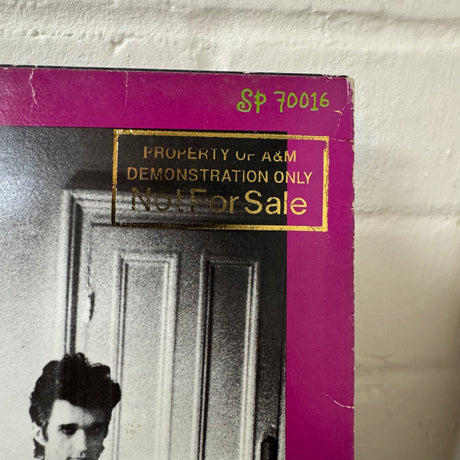 SP 70016
PROPERTY OF A&M
DEMONSTRATION ONLY
Not For Sale